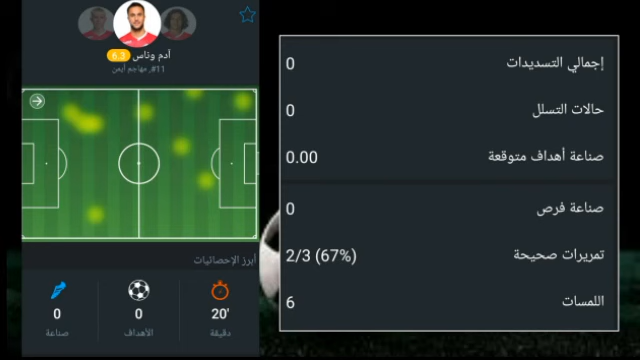 آدم وناس 6.3
#11, مهاجم أيمن
أبرز الإحصائيات
20' 0 0
دقيقة الأهداف صناعة
إجمالي التسديدات 0
حالات التسلل 0
صناعة أهداف متوقعة 0.00
صناعة فرص 0
تمريرات صحيحة 2/3 (67%)
اللمسات 6